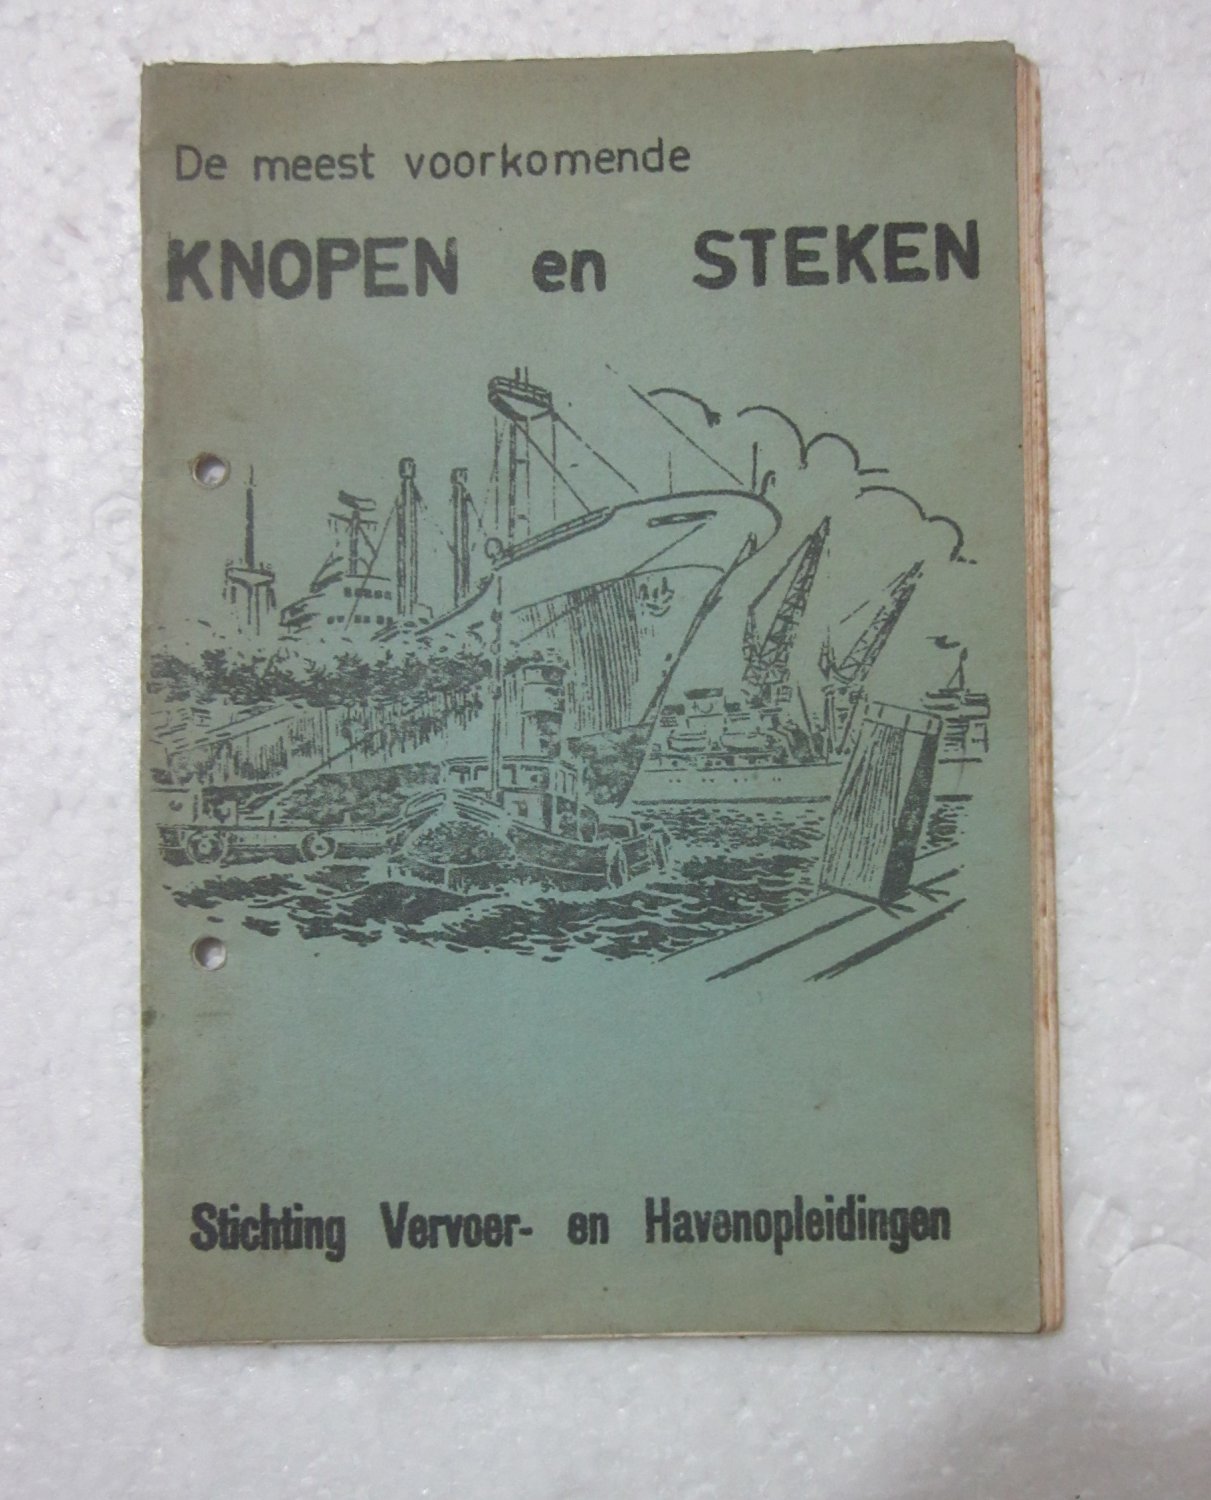 De meest voorkomende
KNOPEN en STEKEN
Stichting Vervoer- en Havenopleidingen